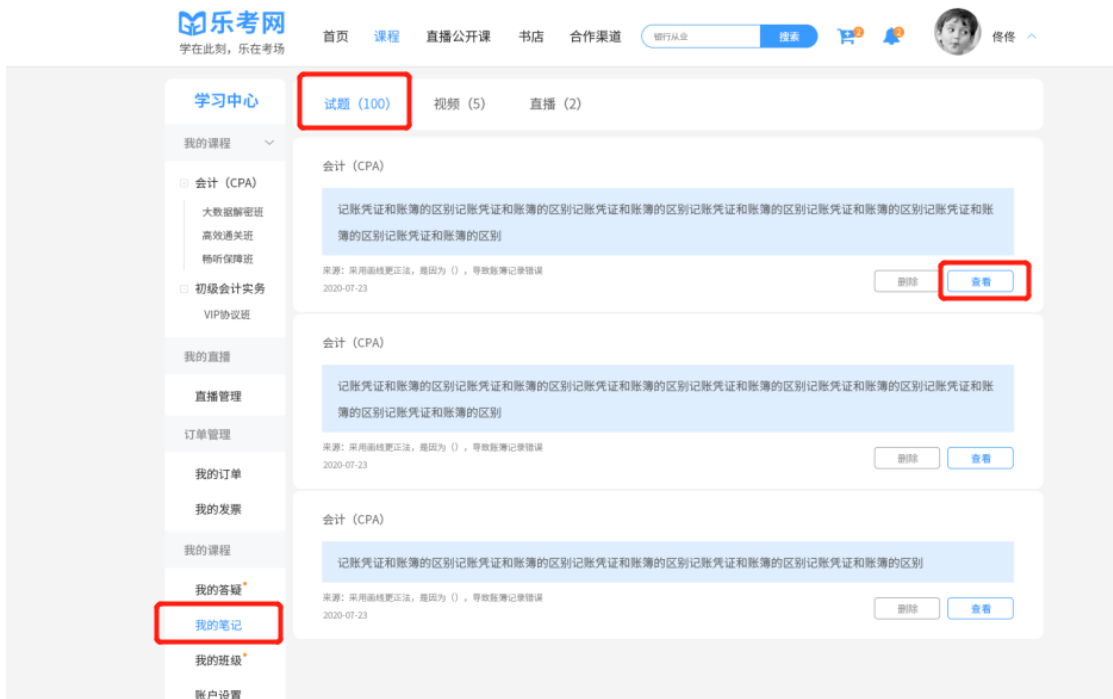 乐考网
学在此刻，乐在考场
首页 课程 直播公开课 书店 合作渠道 银行从业 搜索 2 2 佟佟
学习中心
我的课程
会计（CPA）
大数据解密班
高效通关班
畅听保障班
初级会计实务
VIP协议班
我的直播
直播管理
订单管理
我的订单
我的发票
我的课程
我的答疑
我的笔记
我的班级
账户设置
试题（100） 视频（5） 直播（2）
会计（CPA）
记账凭证和账簿的区别记账凭证和账簿的区别记账凭证和账簿的区别记账凭证和账簿的区别记账凭证和账簿的区别记账凭证和账
簿的区别记账凭证和账簿的区别
来源：采用画线更正法，是因为（），导致账簿记录错误
2020-07-23
删除 查看
会计（CPA）
记账凭证和账簿的区别记账凭证和账簿的区别记账凭证和账簿的区别记账凭证和账簿的区别记账凭证和账簿的区别记账凭证和账
簿的区别记账凭证和账簿的区别
来源：采用画线更正法，是因为（），导致账簿记录错误
2020-07-23
删除 查看
会计（CPA）
记账凭证和账簿的区别记账凭证和账簿的区别记账凭证和账簿的区别记账凭证和账簿的区别记账凭证和账簿的区别
来源：采用画线更正法，是因为（），导致账簿记录错误
2020-07-23
删除 查看